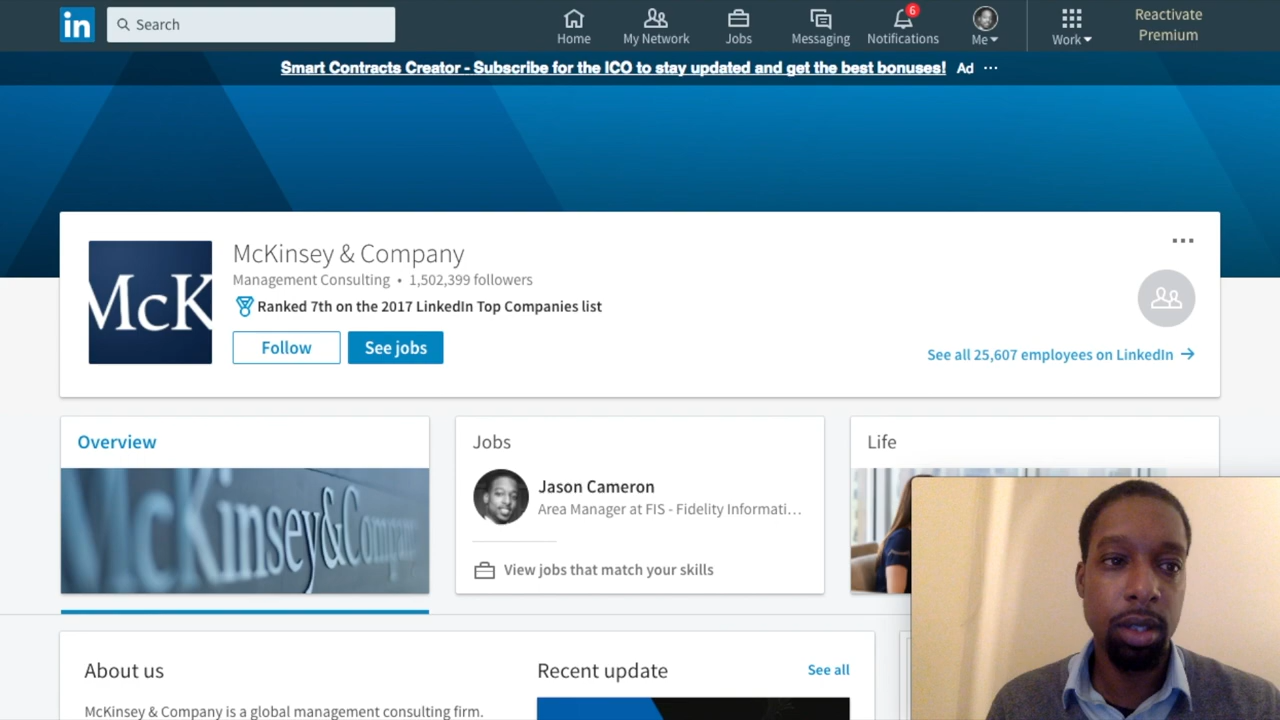 in
Search
Home
My Network
Jobs
Messaging
6
Notifications
Me
Work
Reactivate
Premium
Smart Contracts Creator - Subscribe for the ICO to stay updated and get the best bonuses! Ad ···
McK
McKinsey & Company
Management Consulting • 1,502,399 followers
Ranked 7th on the 2017 LinkedIn Top Companies list
Follow
See jobs
See all 25,607 employees on LinkedIn →
Overview
McKinsey&Company
Jobs
Jason Cameron
Area Manager at FIS - Fidelity Informati…
View jobs that match your skills
Life
About us
McKinsey & Company is a global management consulting firm.
Recent update
See all